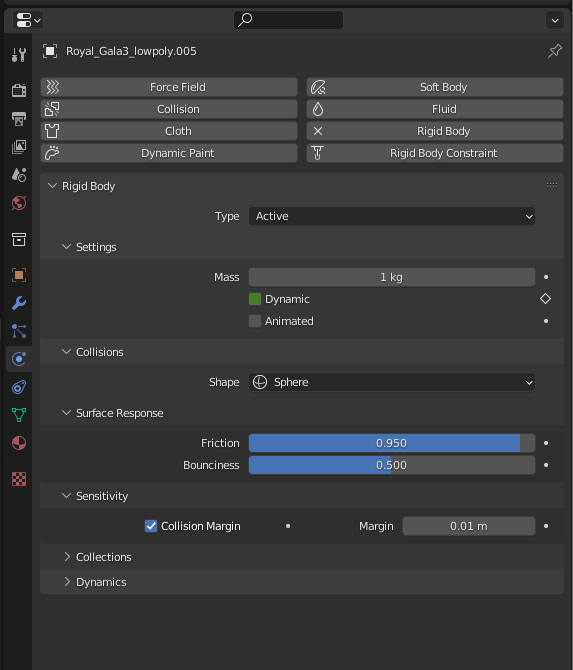 Royal_Gala3_lowpoly.005
Force Field Soft Body
Collision Fluid
Cloth Rigid Body
Dynamic Paint Rigid Body Constraint
Rigid Body
Type Active
Settings
Mass 1 kg
Dynamic
Animated
Collisions
Shape Sphere
Surface Response
Friction 0.950
Bounciness 0.500
Sensitivity
Collision Margin Margin 0.01 m
Collections
Dynamics